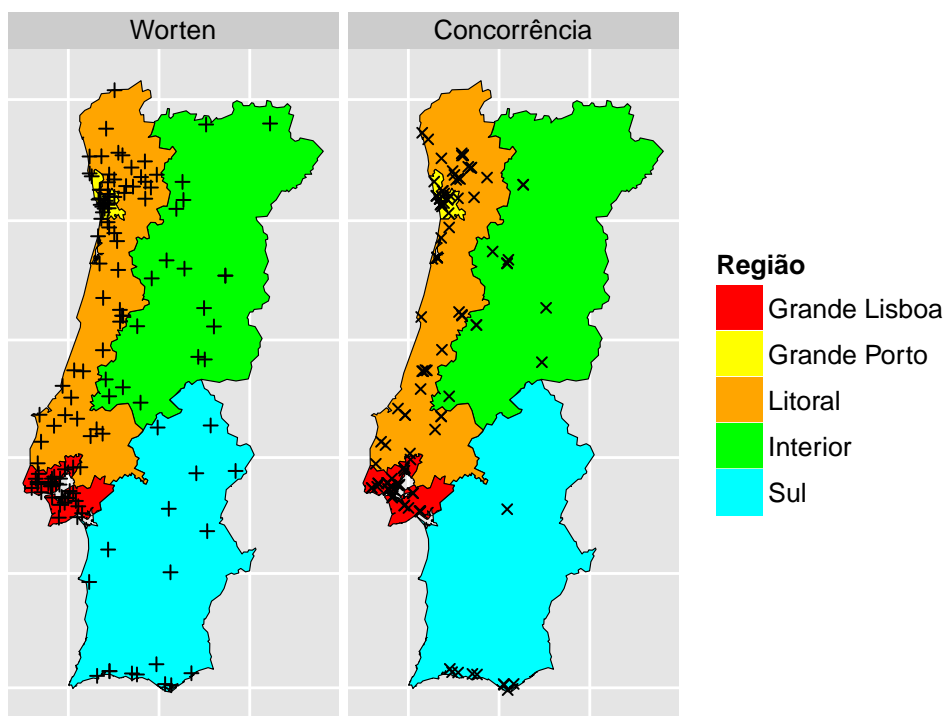 Worten
Concorrência
Região
Grande Lisboa
Grande Porto
Litoral
Interior
Sul